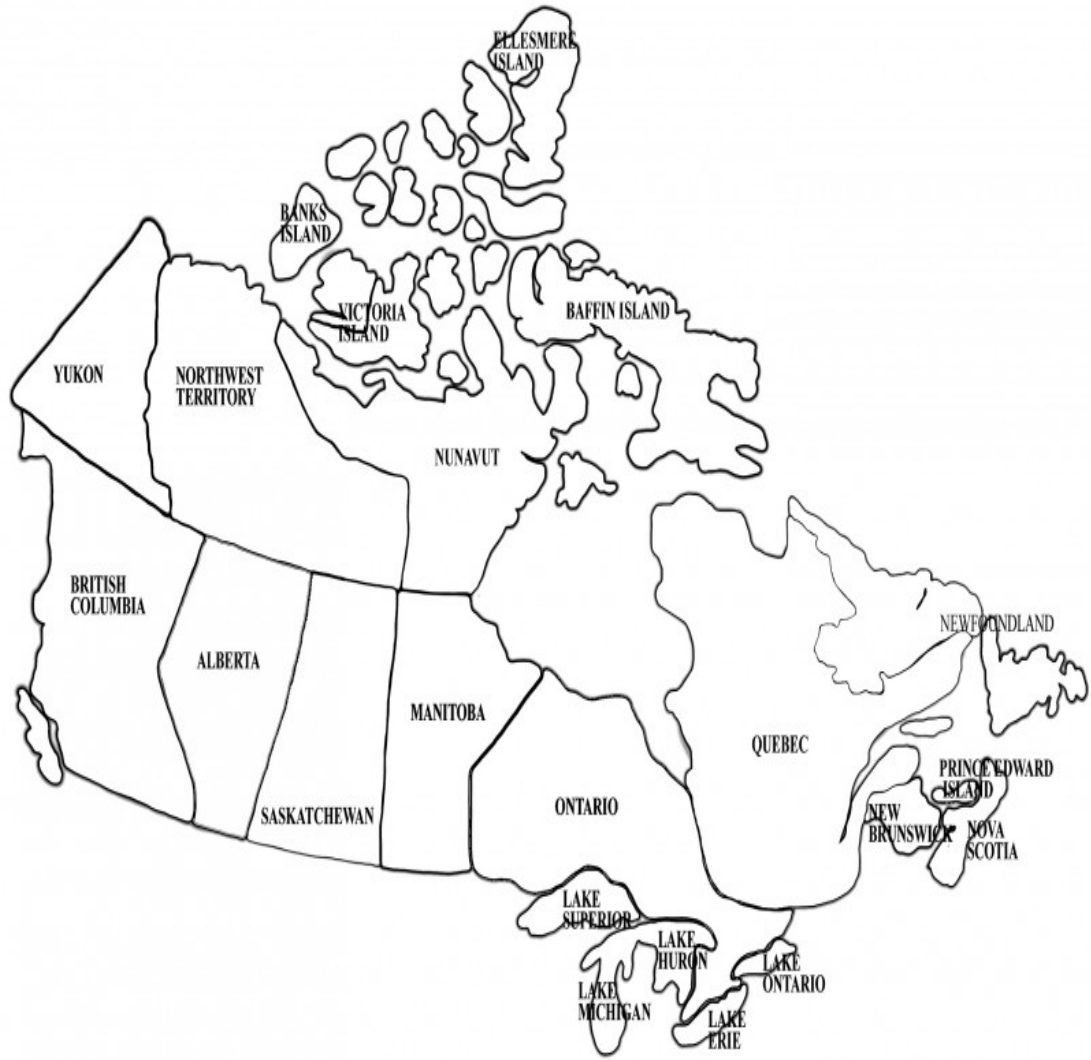 ELLESMERE
ISLAND
BANKS
ISLAND
VICTORIA
ISLAND
BAFFIN ISLAND
YUKON
NORTHWEST
TERRITORY
NUNAVUT
BRITISH
COLUMBIA
ALBERTA
NEWFOUNDLAND
MANITOBA
QUEBEC
SASKATCHEWAN
ONTARIO
PRINCE EDWARD
ISLAND
NEW
BRUNSWICK
NOVA
SCOTIA
LAKE
SUPERIOR
LAKE
HURON
LAKE
MICHIGAN
LAKE
ONTARIO
LAKE
ERIE